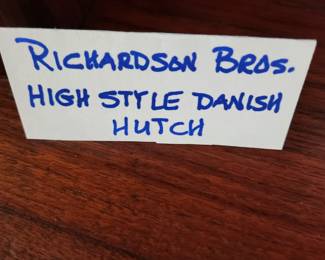 RICHARDSON BROS.
HIGH STYLE DANISH
HUTCH